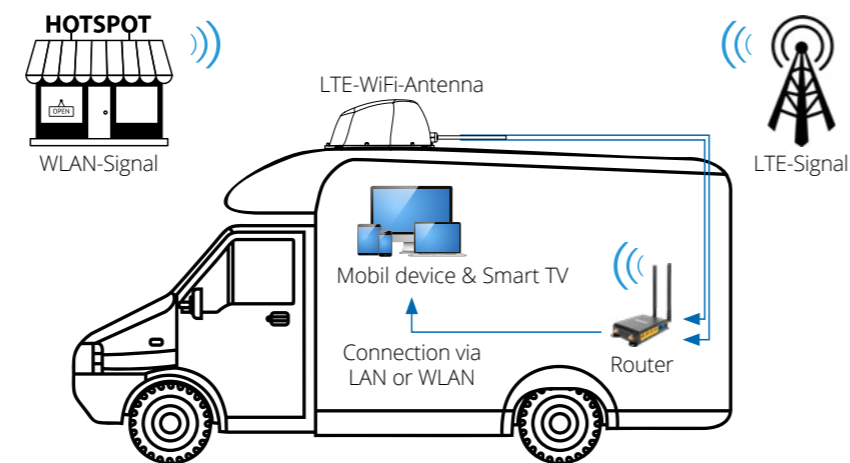 HOTSPOT
OPEN
WLAN-Signal
LTE-WiFi-Antenna
LTE-Signal
Mobil device & Smart TV
Connection via
LAN or WLAN
Router